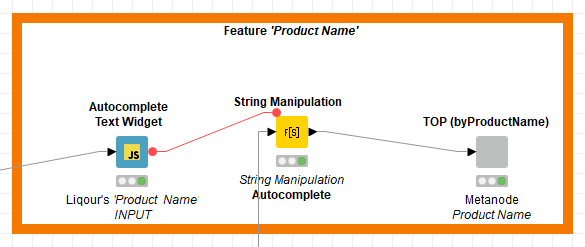 Feature 'Product Name'
Autocomplete
Text Widget
JS
Liqour's 'Product Name
INPUT
String Manipulation
f[S]
String Manipulation
Autocomplete
TOP (byProductName)
Metanode
Product Name